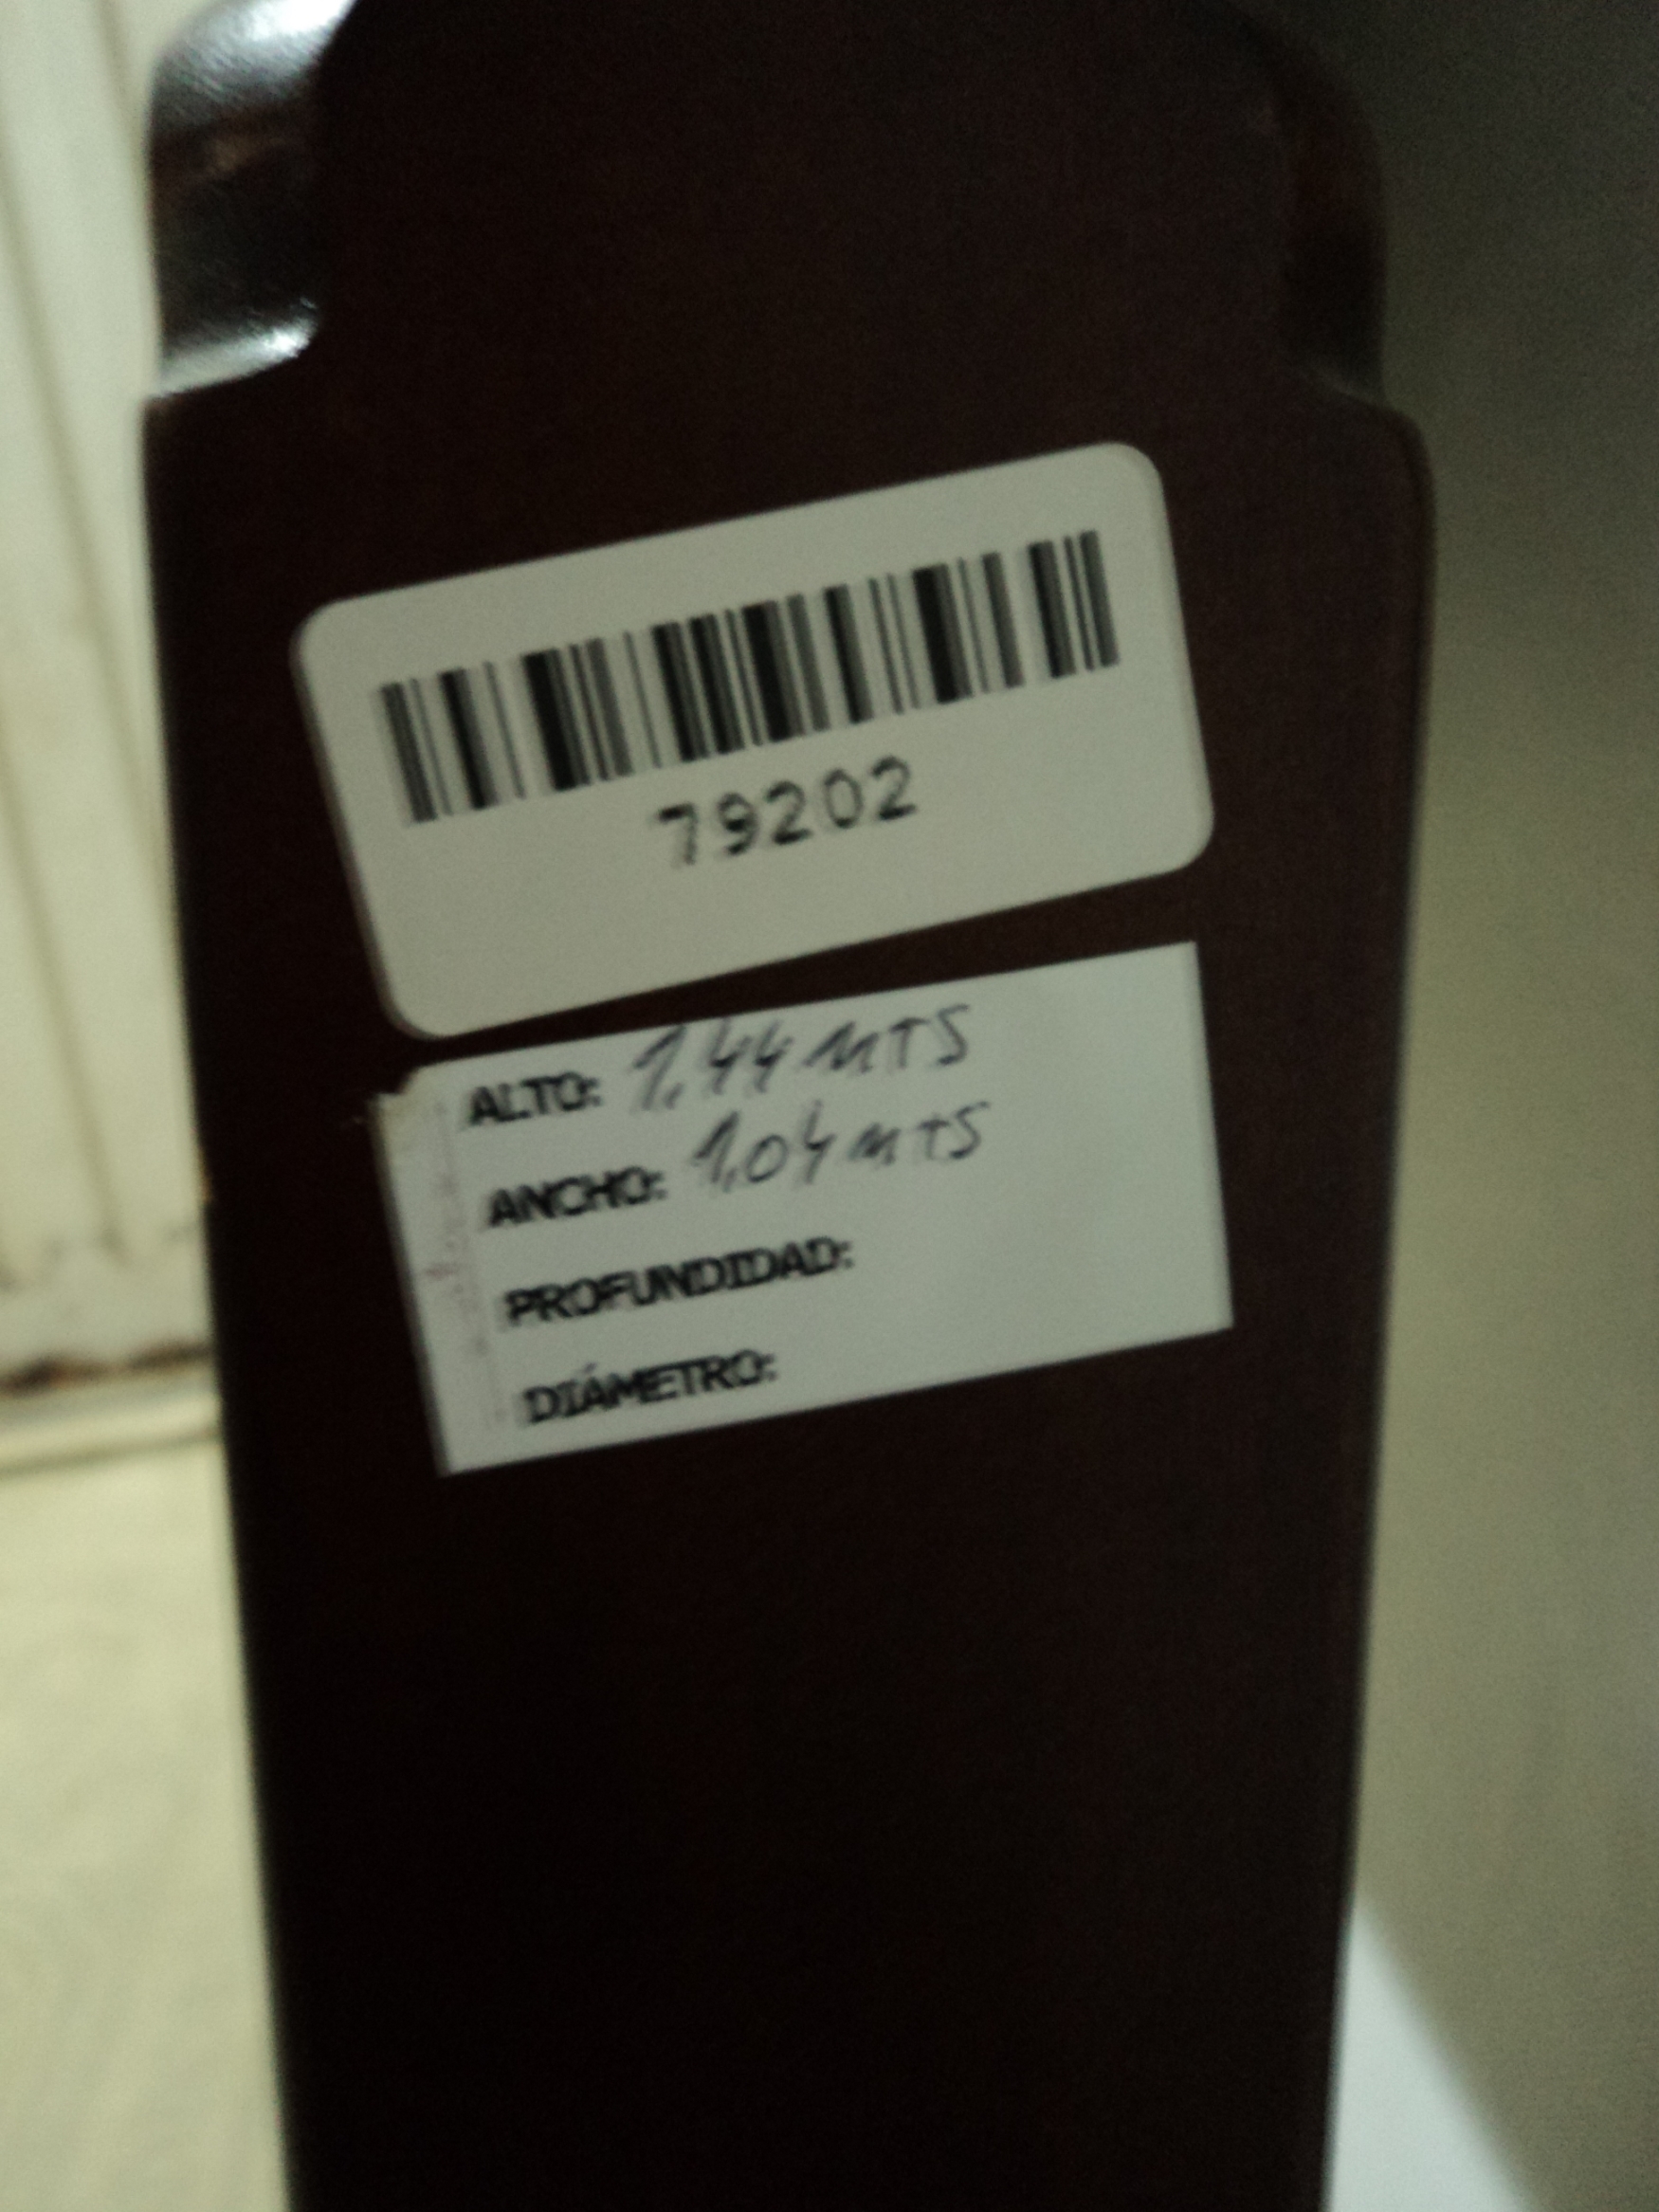 79202
ALTO: 1,44 MTS
ANCHO: 1,04 MTS
PROFUNDIDAD:
DIÁMETRO: